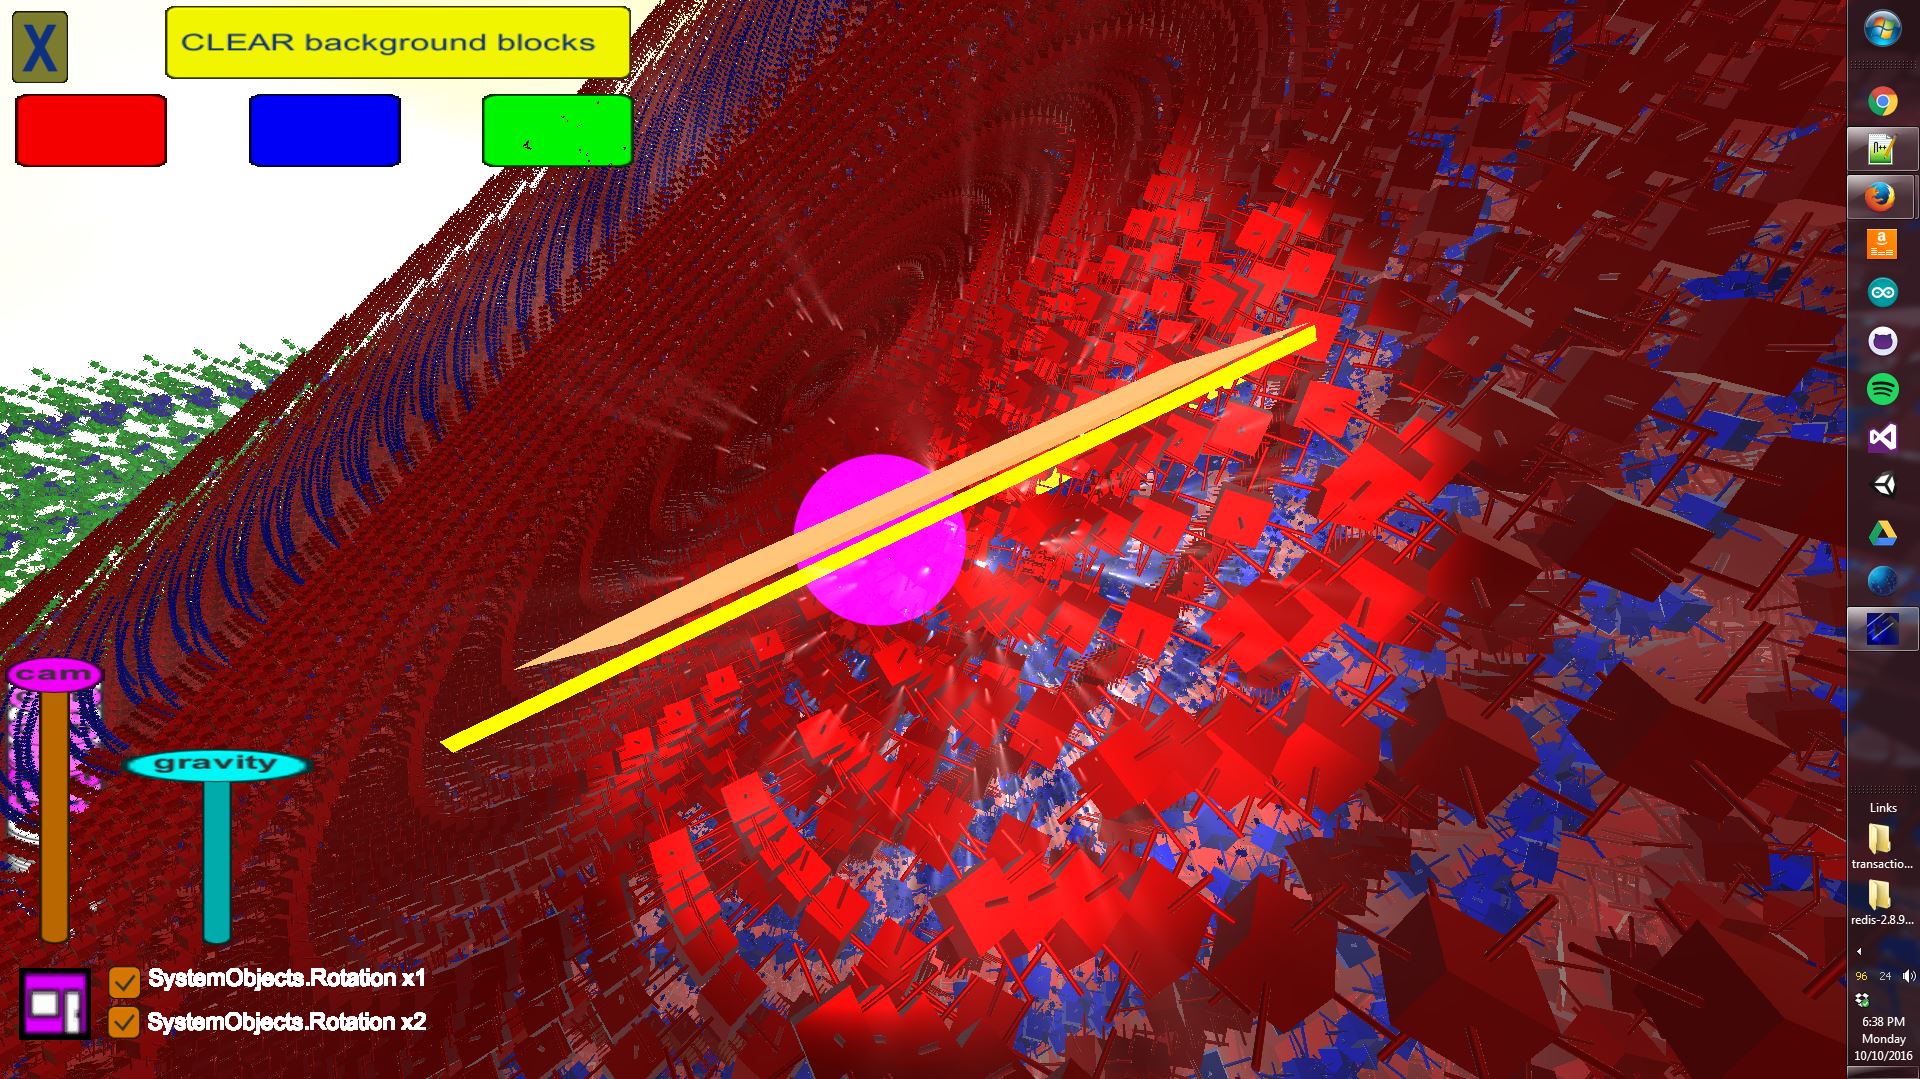 X
CLEAR background blocks
cam
gravity
SystemObjects.Rotation x1
SystemObjects.Rotation x2
n++
a
Links
transactio...
redis-2.8.9...
96 24
6:38 PM
Monday
10/10/2016